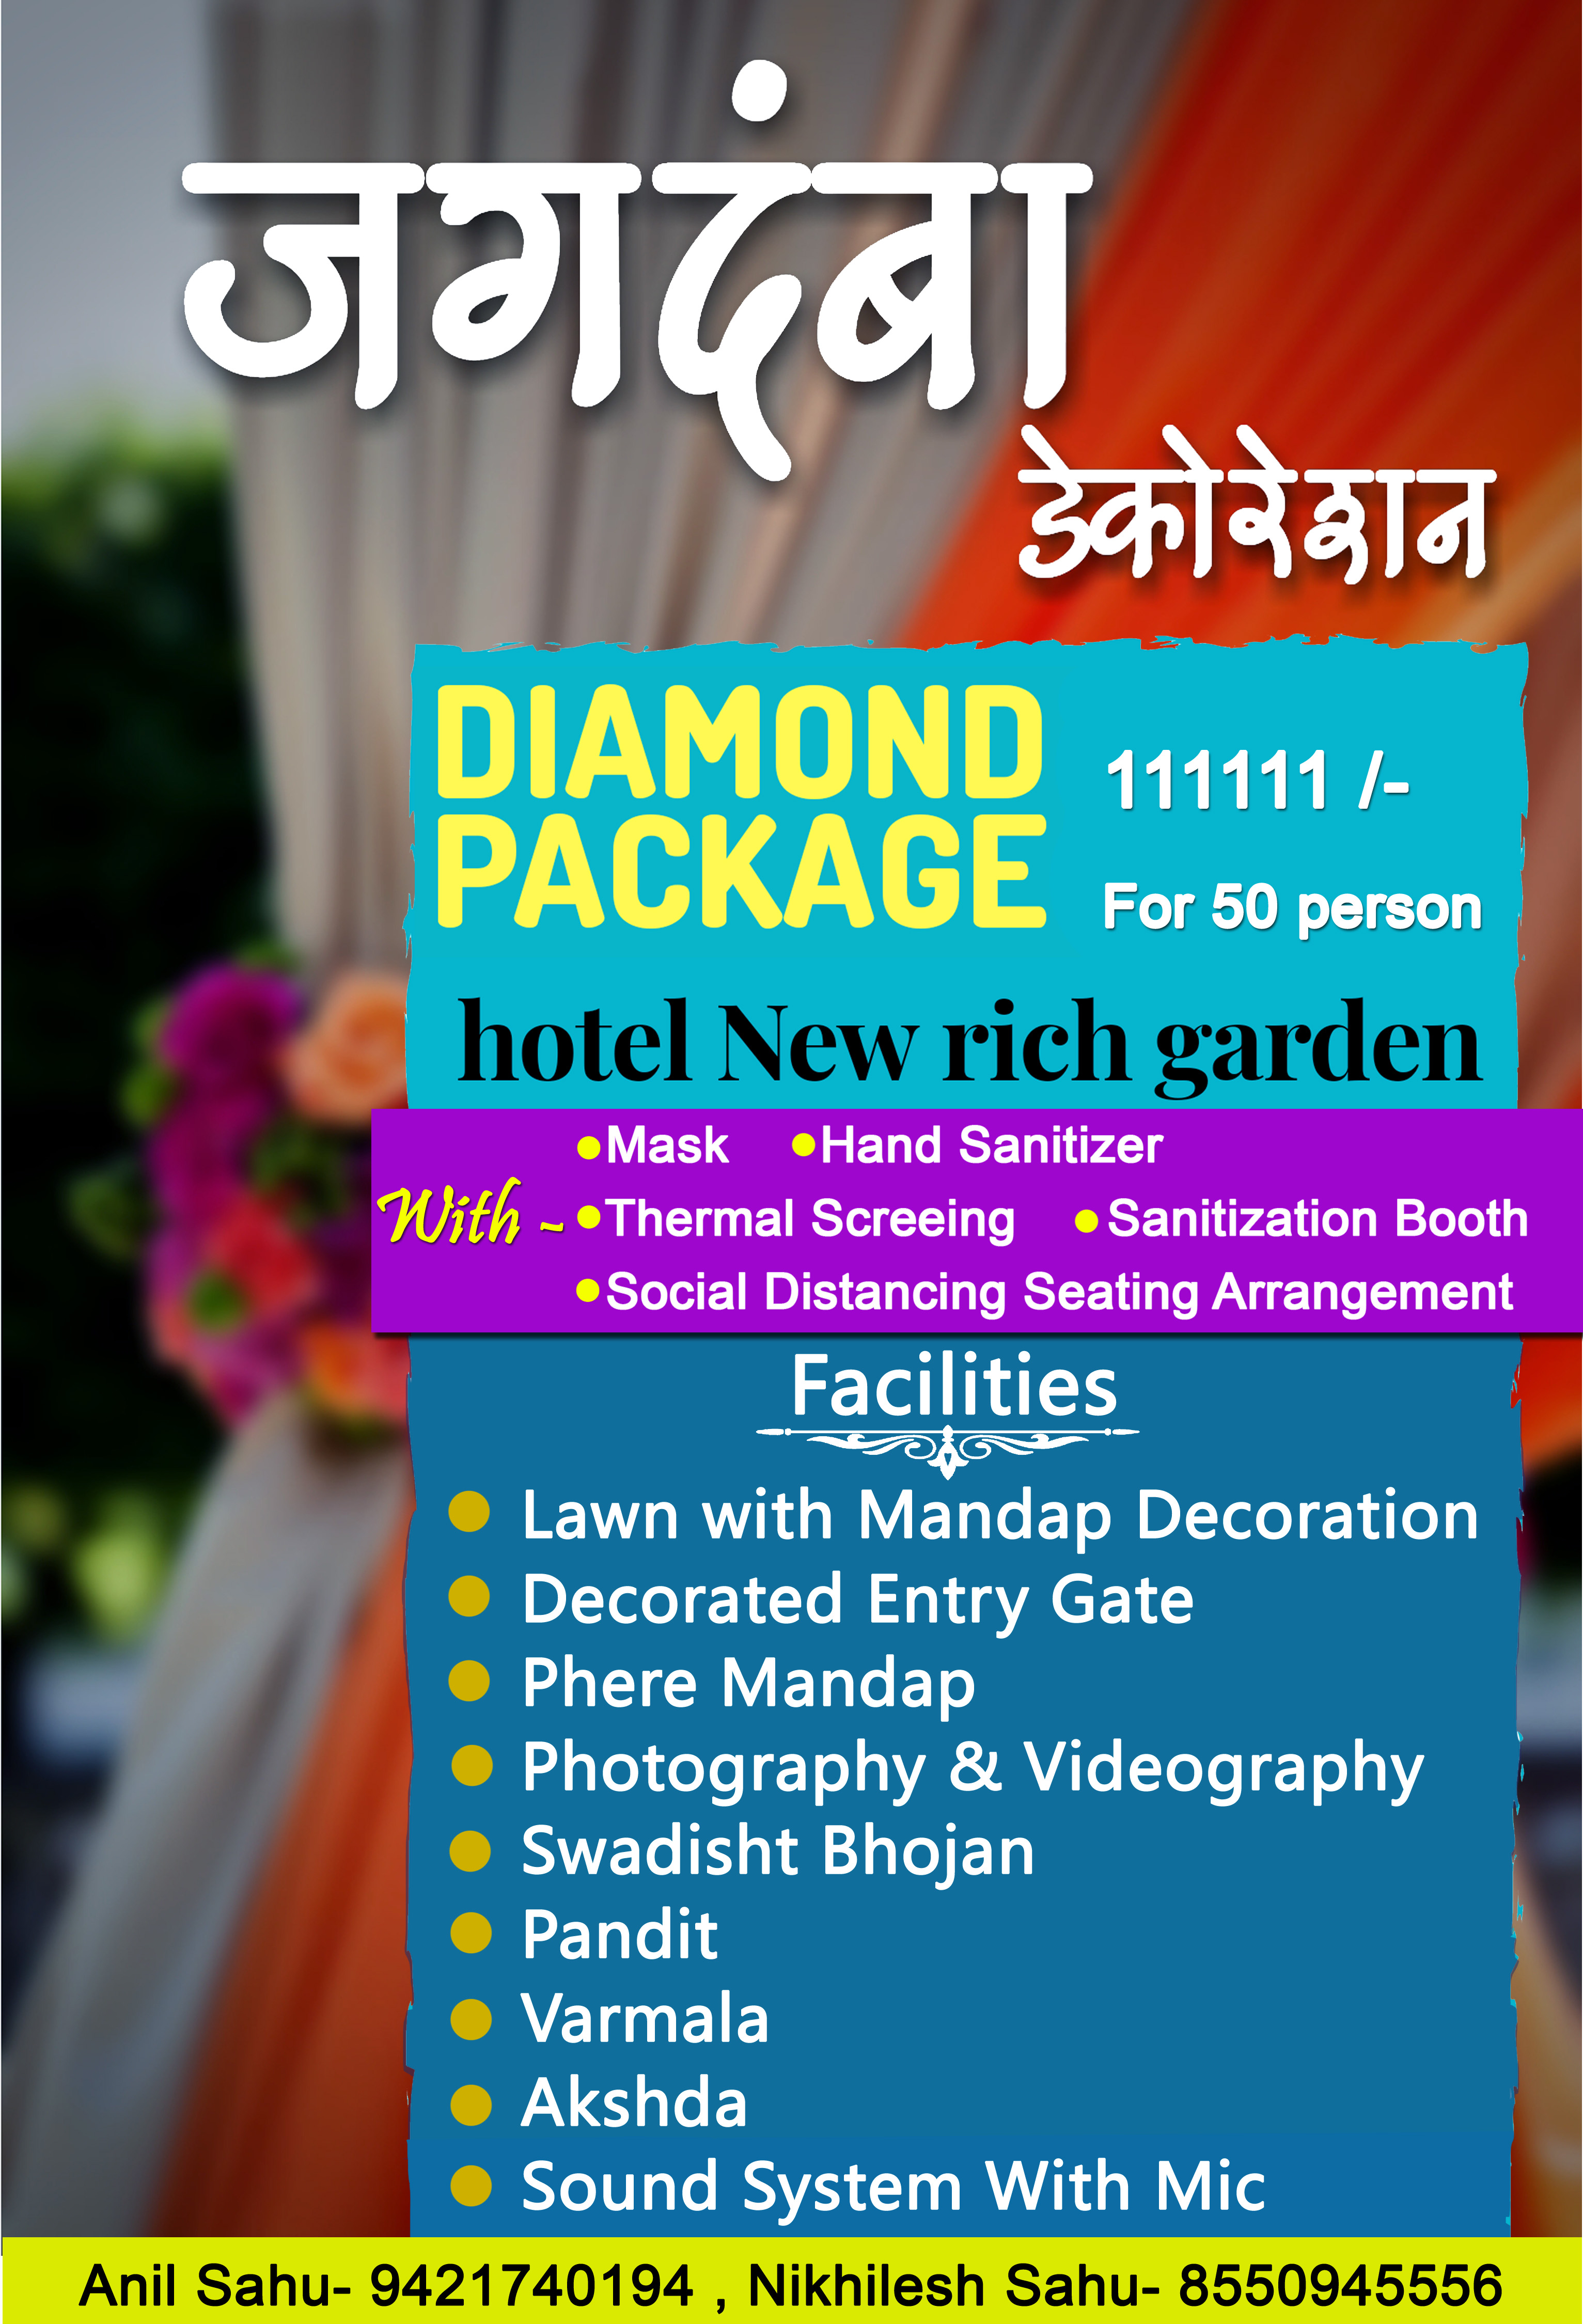 जगदंबा
डेकोरेशन
DIAMOND
PACKAGE
111111 /-
For 50 person
hotel New rich garden
With ~
Mask
Hand Sanitizer
Thermal Screeing
Sanitization Booth
Social Distancing Seating Arrangement
Facilities
Lawn with Mandap Decoration
Decorated Entry Gate
Phere Mandap
Photography & Videography
Swadisht Bhojan
Pandit
Varmala
Akshda
Sound System With Mic
Anil Sahu- 9421740194 , Nikhilesh Sahu- 8550945556